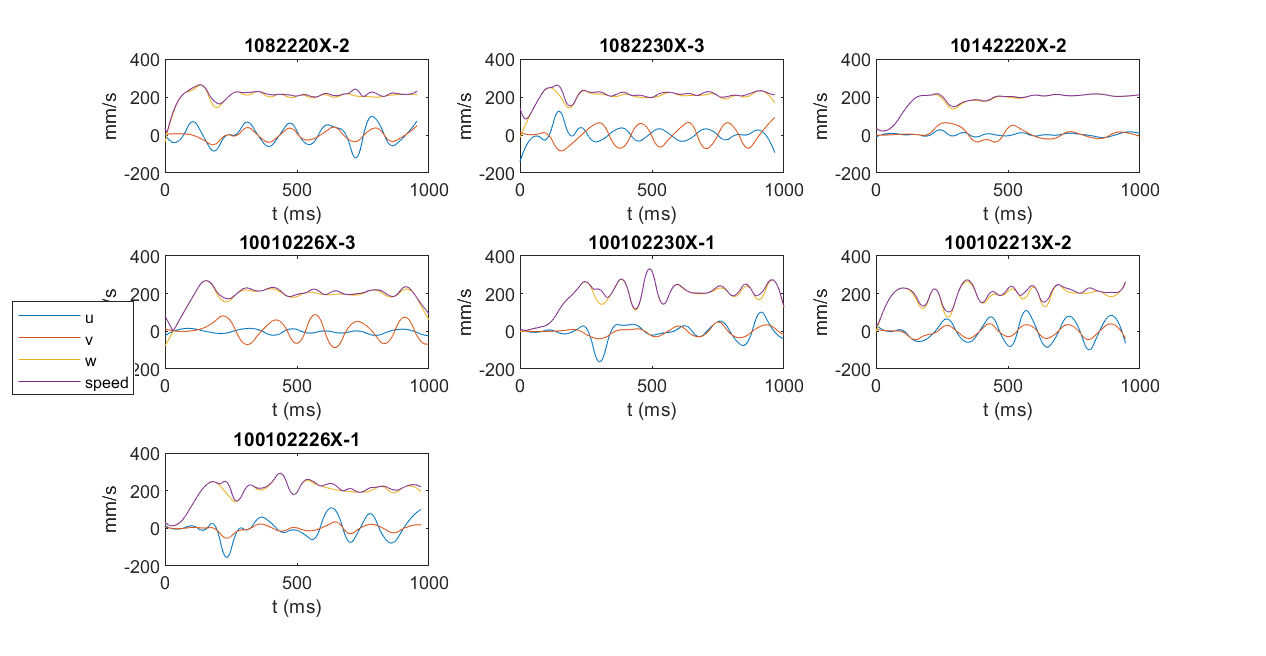 1082220X-2
400
200
0
-200
mm/s
0 500 1000
t (ms)
1082230X-3
400
200
0
-200
mm/s
0 500 1000
t (ms)
10142220X-2
400
200
0
-200
mm/s
0 500 1000
t (ms)
10010226X-3
400
200
0
200
/s
0 500 1000
t (ms)
u
v
w
speed
100102230X-1
400
200
0
-200
mm/s
0 500 1000
t (ms)
100102213X-2
400
200
0
-200
mm/s
0 500 1000
t (ms)
100102226X-1
400
200
0
-200
mm/s
0 500 1000
t (ms)